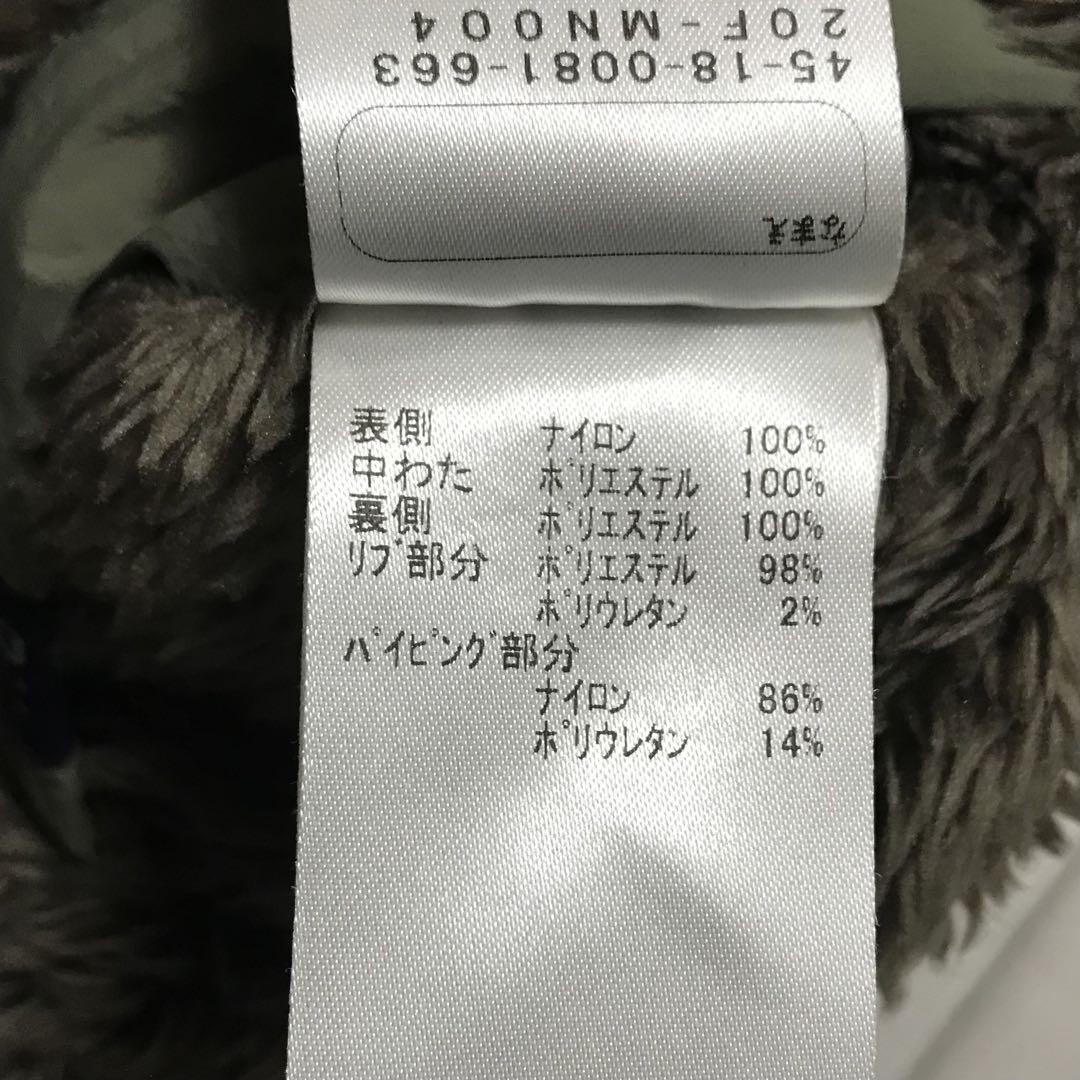 45-18-0081-663
20F-MN004
なまえ
表側 ナイロン 100%
中わた ポリエステル 100%
裏側 ポリエステル 100%
リブ部分 ポリエステル 98%
ポリウレタン 2%
パイピング部分
ナイロン 86%
ポリウレタン 14%